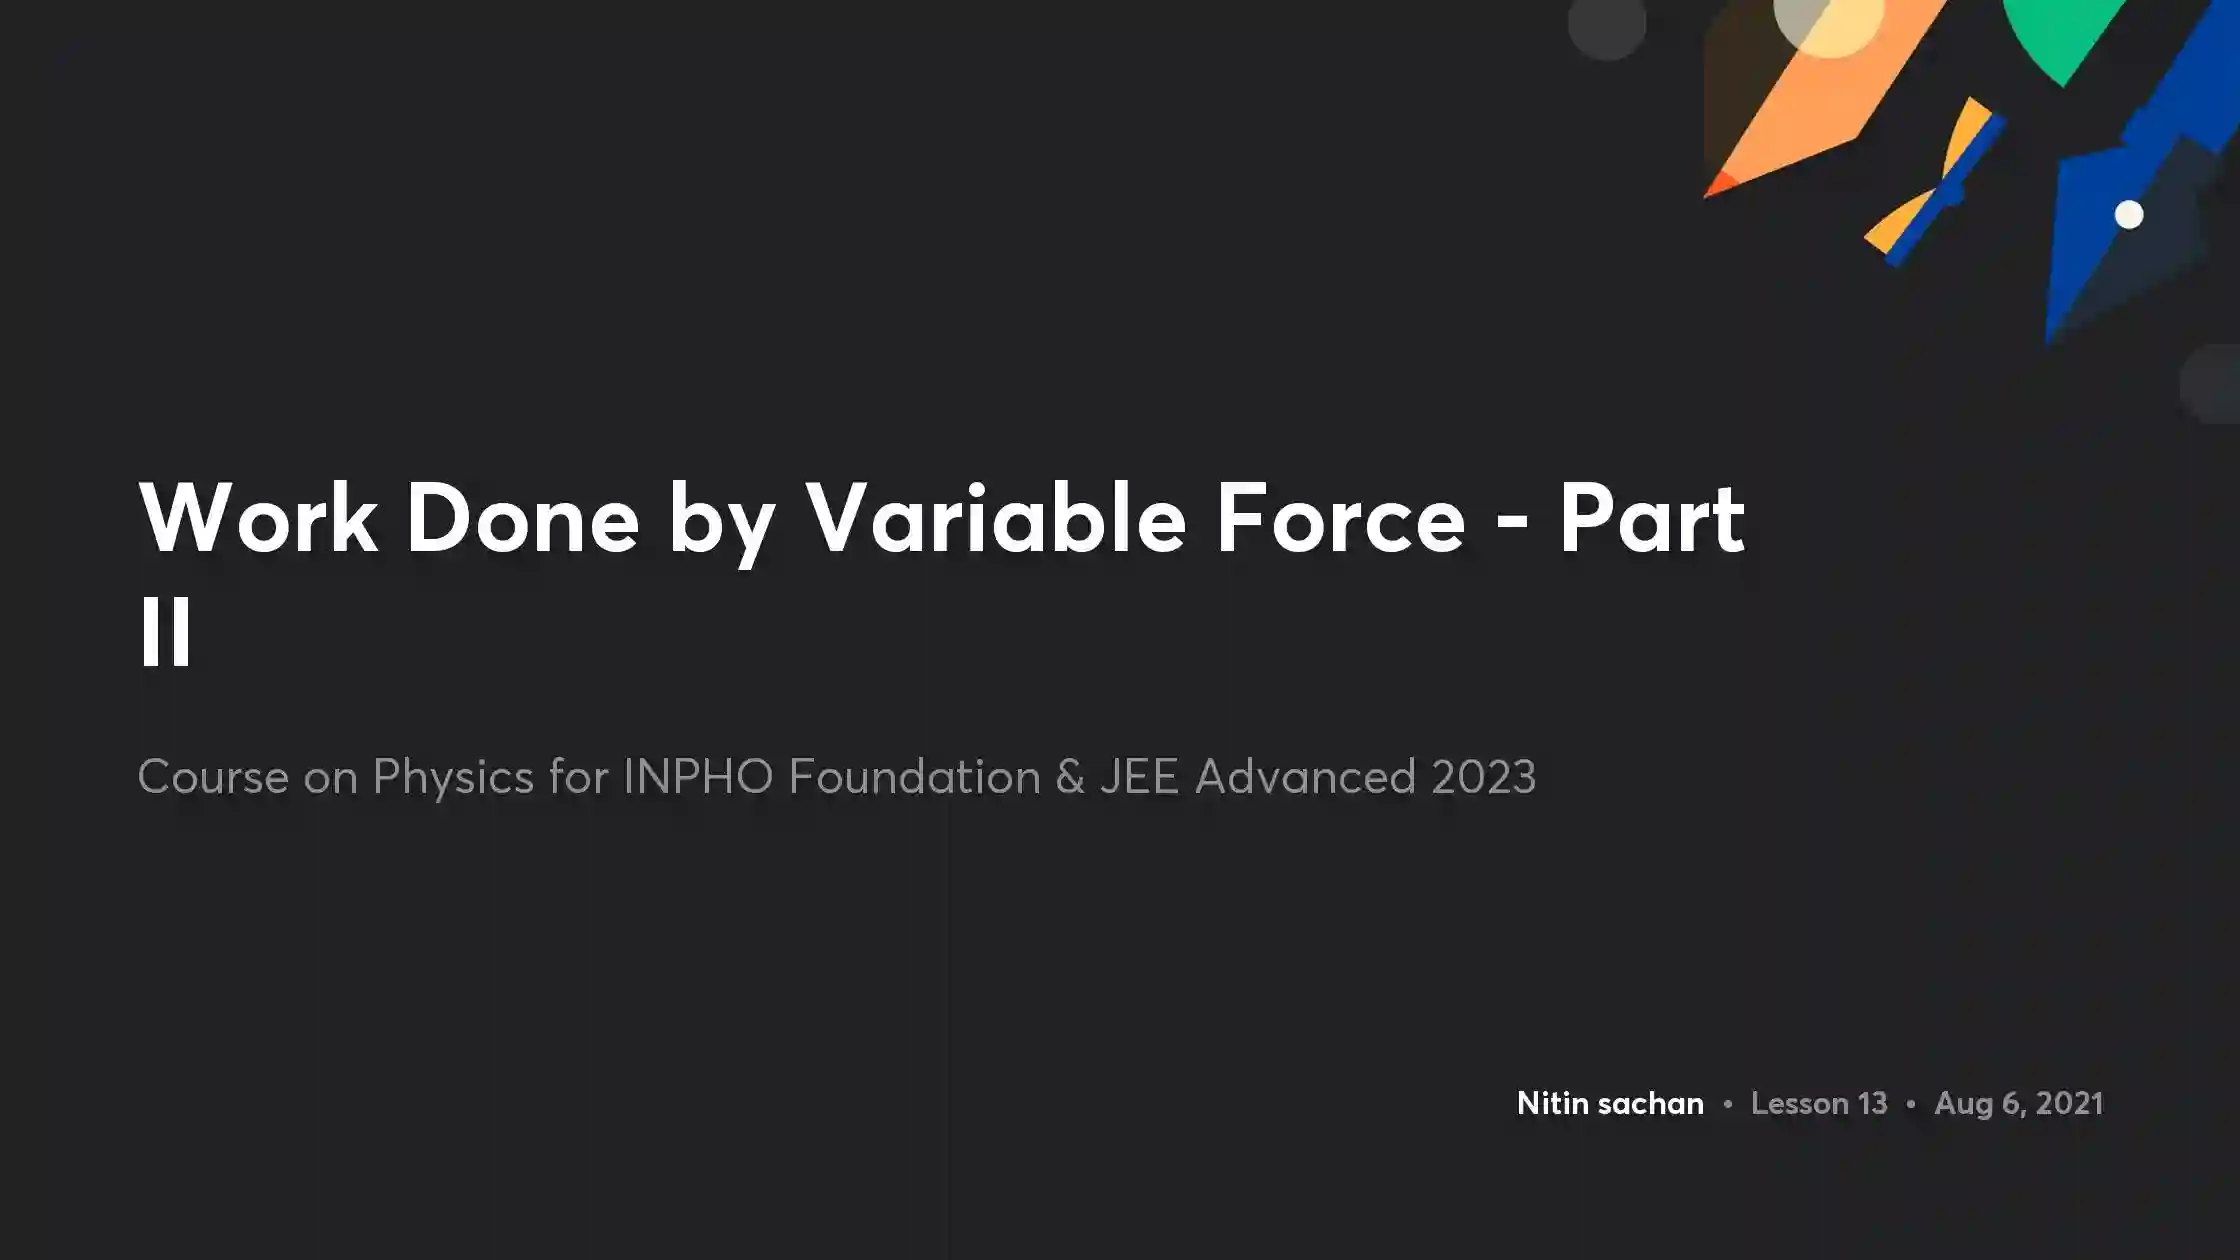 Work Done by Variable Force - Part
II
Course on Physics for INPHO Foundation & JEE Advanced 2023
Nitin sachan • Lesson 13 • Aug 6, 2021